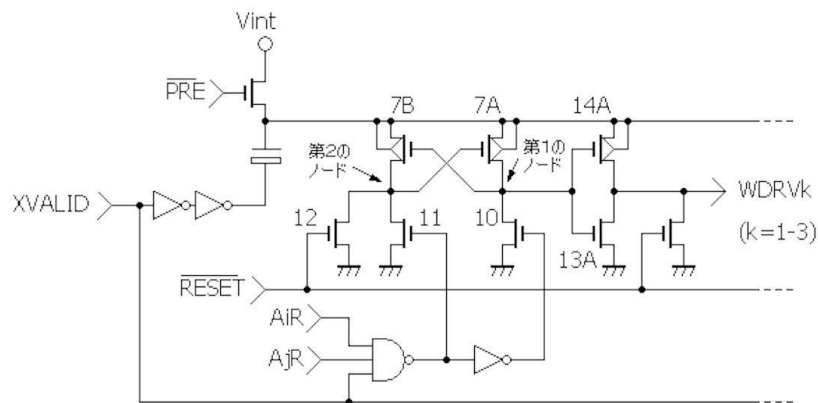 Vint
PRE
7B
7A
14A
第2の
ノード
第1の
ノード
XVALID
WDRVk
12
11
10
(k=1-3)
13A
RESET
AiR
AjR